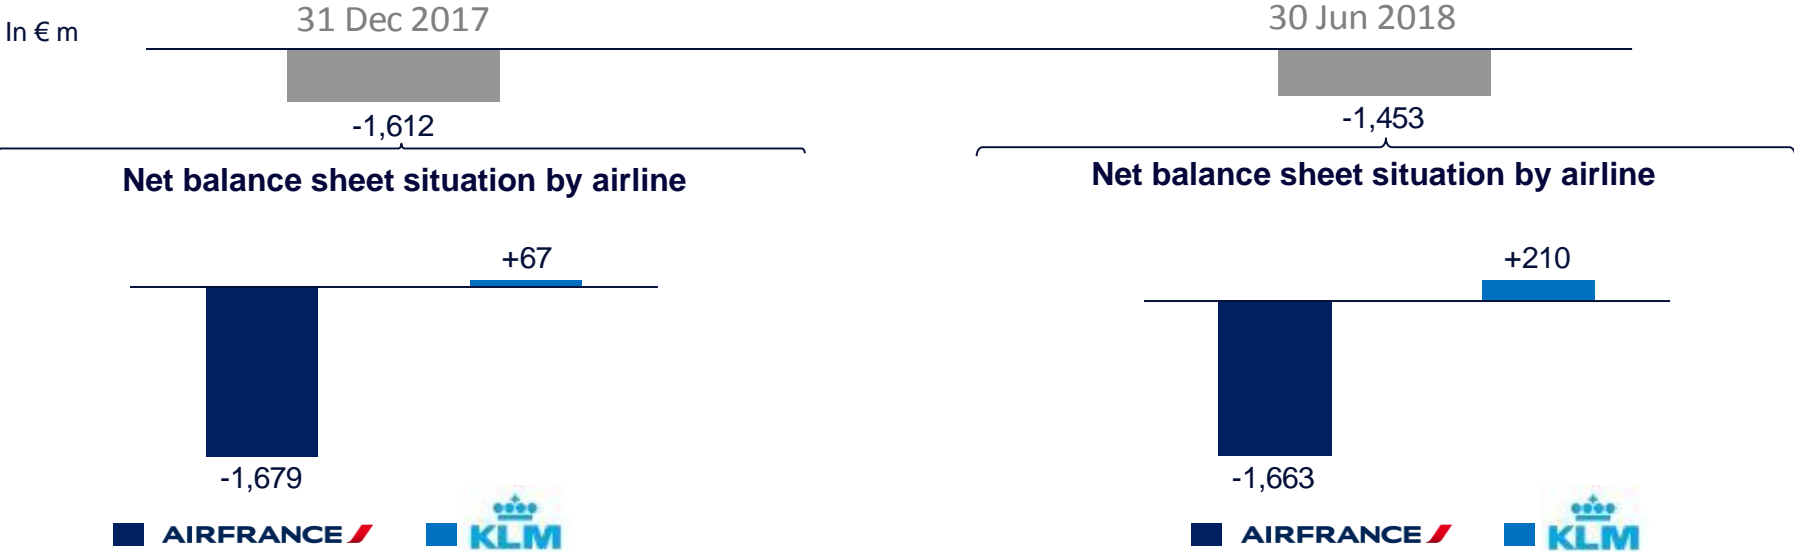 In € m
31 Dec 2017
30 Jun 2018
-1,612
-1,453
Net balance sheet situation by airline
Net balance sheet situation by airline
+67
+210
-1,679
-1,663
AIRFRANCE
KLM
AIRFRANCE
KLM